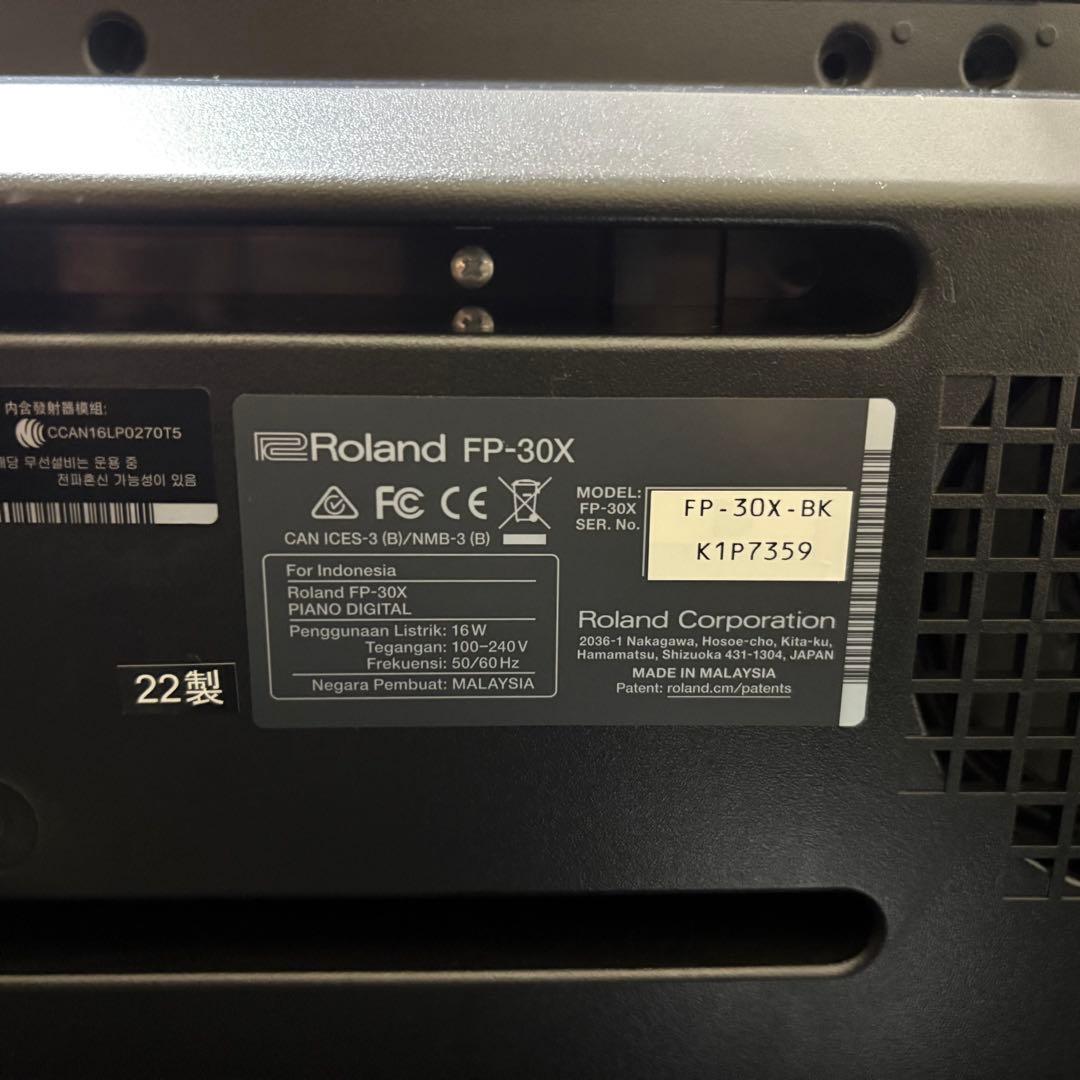 内含發射器模組:
CCAN16LP0270T5
해당 무선설비는 운용 중
전파혼신 가능성이 있음
Roland FP-30X
FC CE
CAN ICES-3 (B)/NMB-3 (B)
MODEL:
FP-30X
SER. No.
FP-30X-BK
K1P7359
For Indonesia
Roland FP-30X
PIANO DIGITAL
Penggunaan Listrik: 16 W
Tegangan: 100–240 V
Frekuensi: 50/60 Hz
Negara Pembuat: MALAYSIA
Roland Corporation
2036-1 Nakagawa, Hosoe-cho, Kita-ku,
Hamamatsu, Shizuoka 431-1304, JAPAN
MADE IN MALAYSIA
Patent: roland.cm/patents
22製